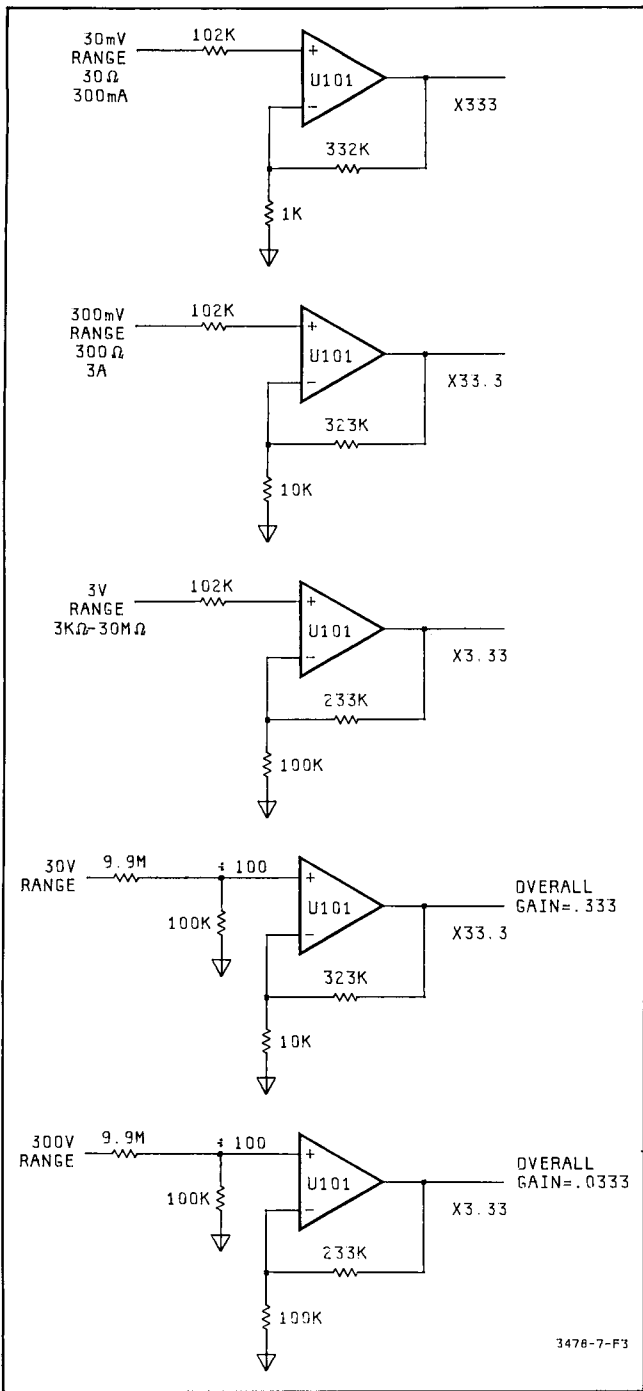 30mV
RANGE
30Ω
300mA
102K
+
U101
−
X333
332K
1K
300mV
RANGE
300Ω
3A
102K
+
U101
−
X33.3
323K
10K
3V
RANGE
3KΩ-30MΩ
102K
+
U101
−
X3.33
233K
100K
30V
RANGE
9.9M
÷ 100
100K
+
U101
−
OVERALL
GAIN=.333
X33.3
323K
10K
300V
RANGE
9.9M
÷ 100
100K
+
U101
−
OVERALL
GAIN=.0333
X3.33
233K
100K
3478-7-F3